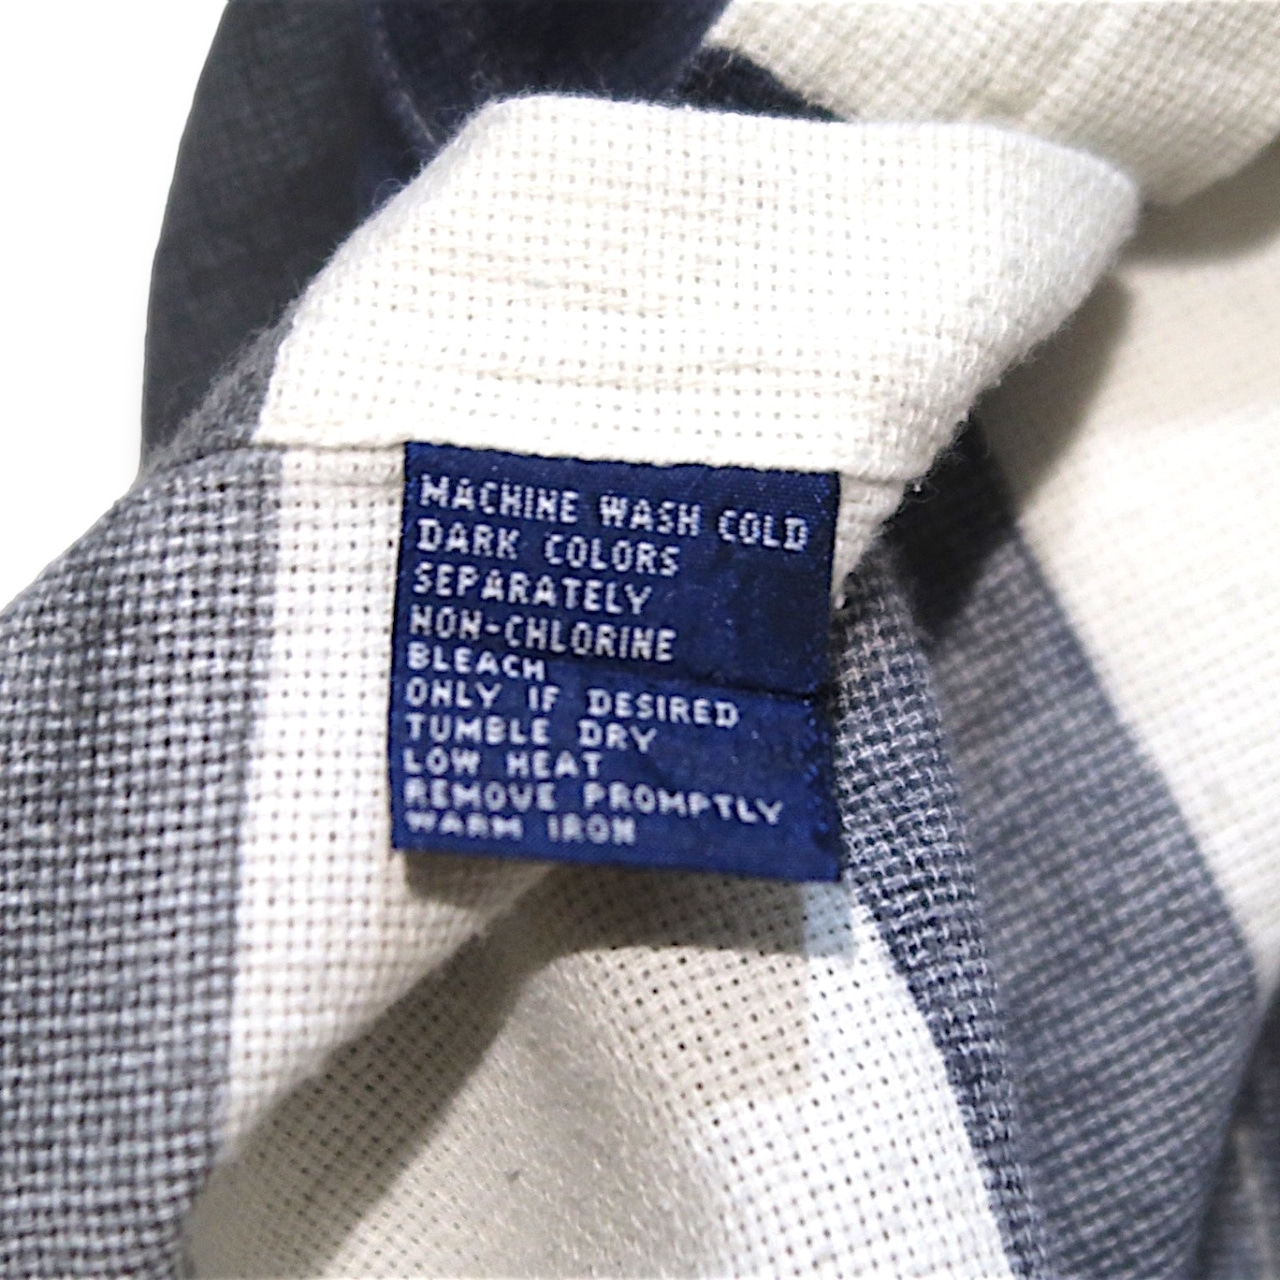 MACHINE WASH COLD
DARK COLORS
SEPARATELY
NON-CHLORINE
BLEACH
ONLY IF DESIRED
TUMBLE DRY
LOW HEAT
REMOVE PROMPTLY
WARM IRON